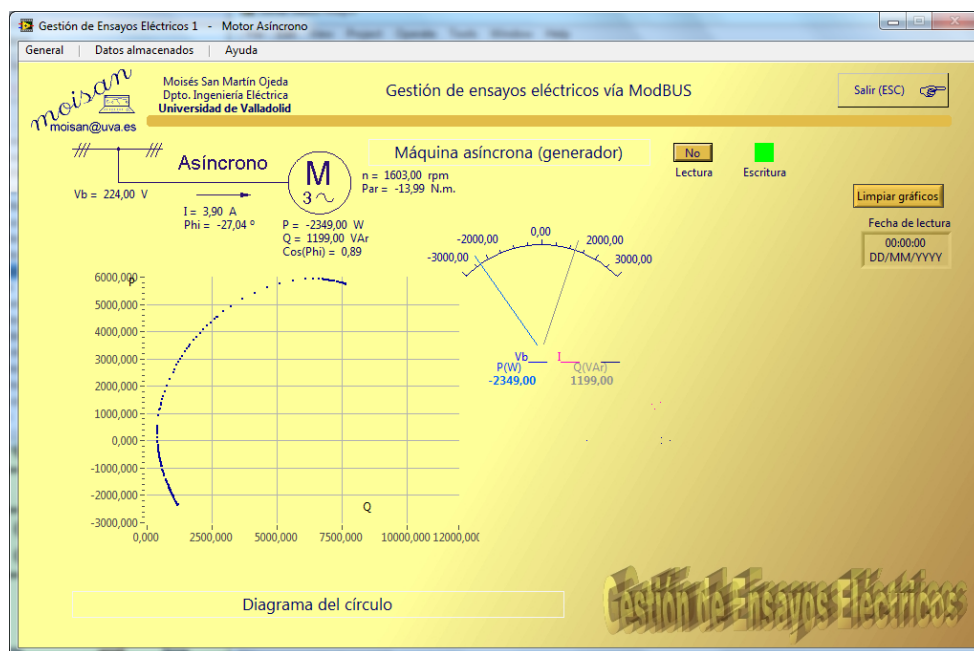 Gestión de Ensayos Eléctricos 1 - Motor Asíncrono
General | Datos almacenados | Ayuda
moisan
moisan@uva.es
Moisés San Martín Ojeda
Dpto. Ingeniería Eléctrica
Universidad de Valladolid
Gestión de ensayos eléctricos vía ModBUS
Salir (ESC)
Asíncrono
M
3
Vb = 224,00 V
I = 3,90 A
Phi = -27,04 º
n = 1603,00 rpm
Par = -13,99 N.m.
P = -2349,00 W
Q = 1199,00 VAr
Cos(Phi) = 0,89
Máquina asíncrona (generador)
No
Lectura
Escritura
Limpiar gráficos
Fecha de lectura
00:00:00
DD/MM/YYYY
-3000,00
-2000,00
0,00
2000,00
3000,00
Vb
I
P(W)
Q(VAr)
-2349,00
1199,00
P
6000,000
5000,000
4000,000
3000,000
2000,000
1000,000
0,000
-1000,000
-2000,000
-3000,000
Q
0,000 2500,000 5000,000 7500,000 10000,000 12000,000
Diagrama del círculo
Gestión de Ensayos Eléctricos